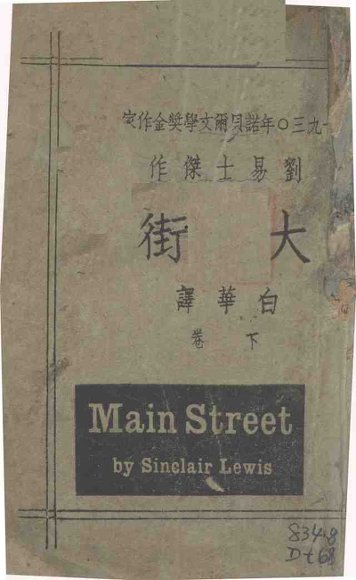 一九三〇年諾貝爾文學獎金作家
劉易士傑作
大街
白華譯
下卷
Main Street
by Sinclair Lewis
834.8
Dt68